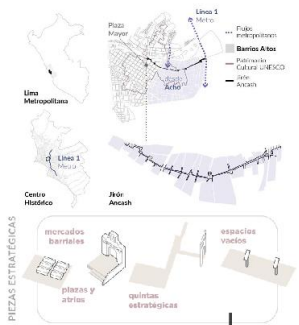 Plaza
Mayor
Línea 1
Metro
Flujos
metropolitanos
Barrios Altos
Patrimonio
Cultural UNESCO
Jirón
Ancash
Acho
Lima
Metropolitana
Línea 1
Metro
Centro
Histórico
Jirón
Ancash
PIEZAS ESTRATÉGICAS
mercados
barriales
espacios
vacíos
plazas y
atrios
quintas
estratégicas